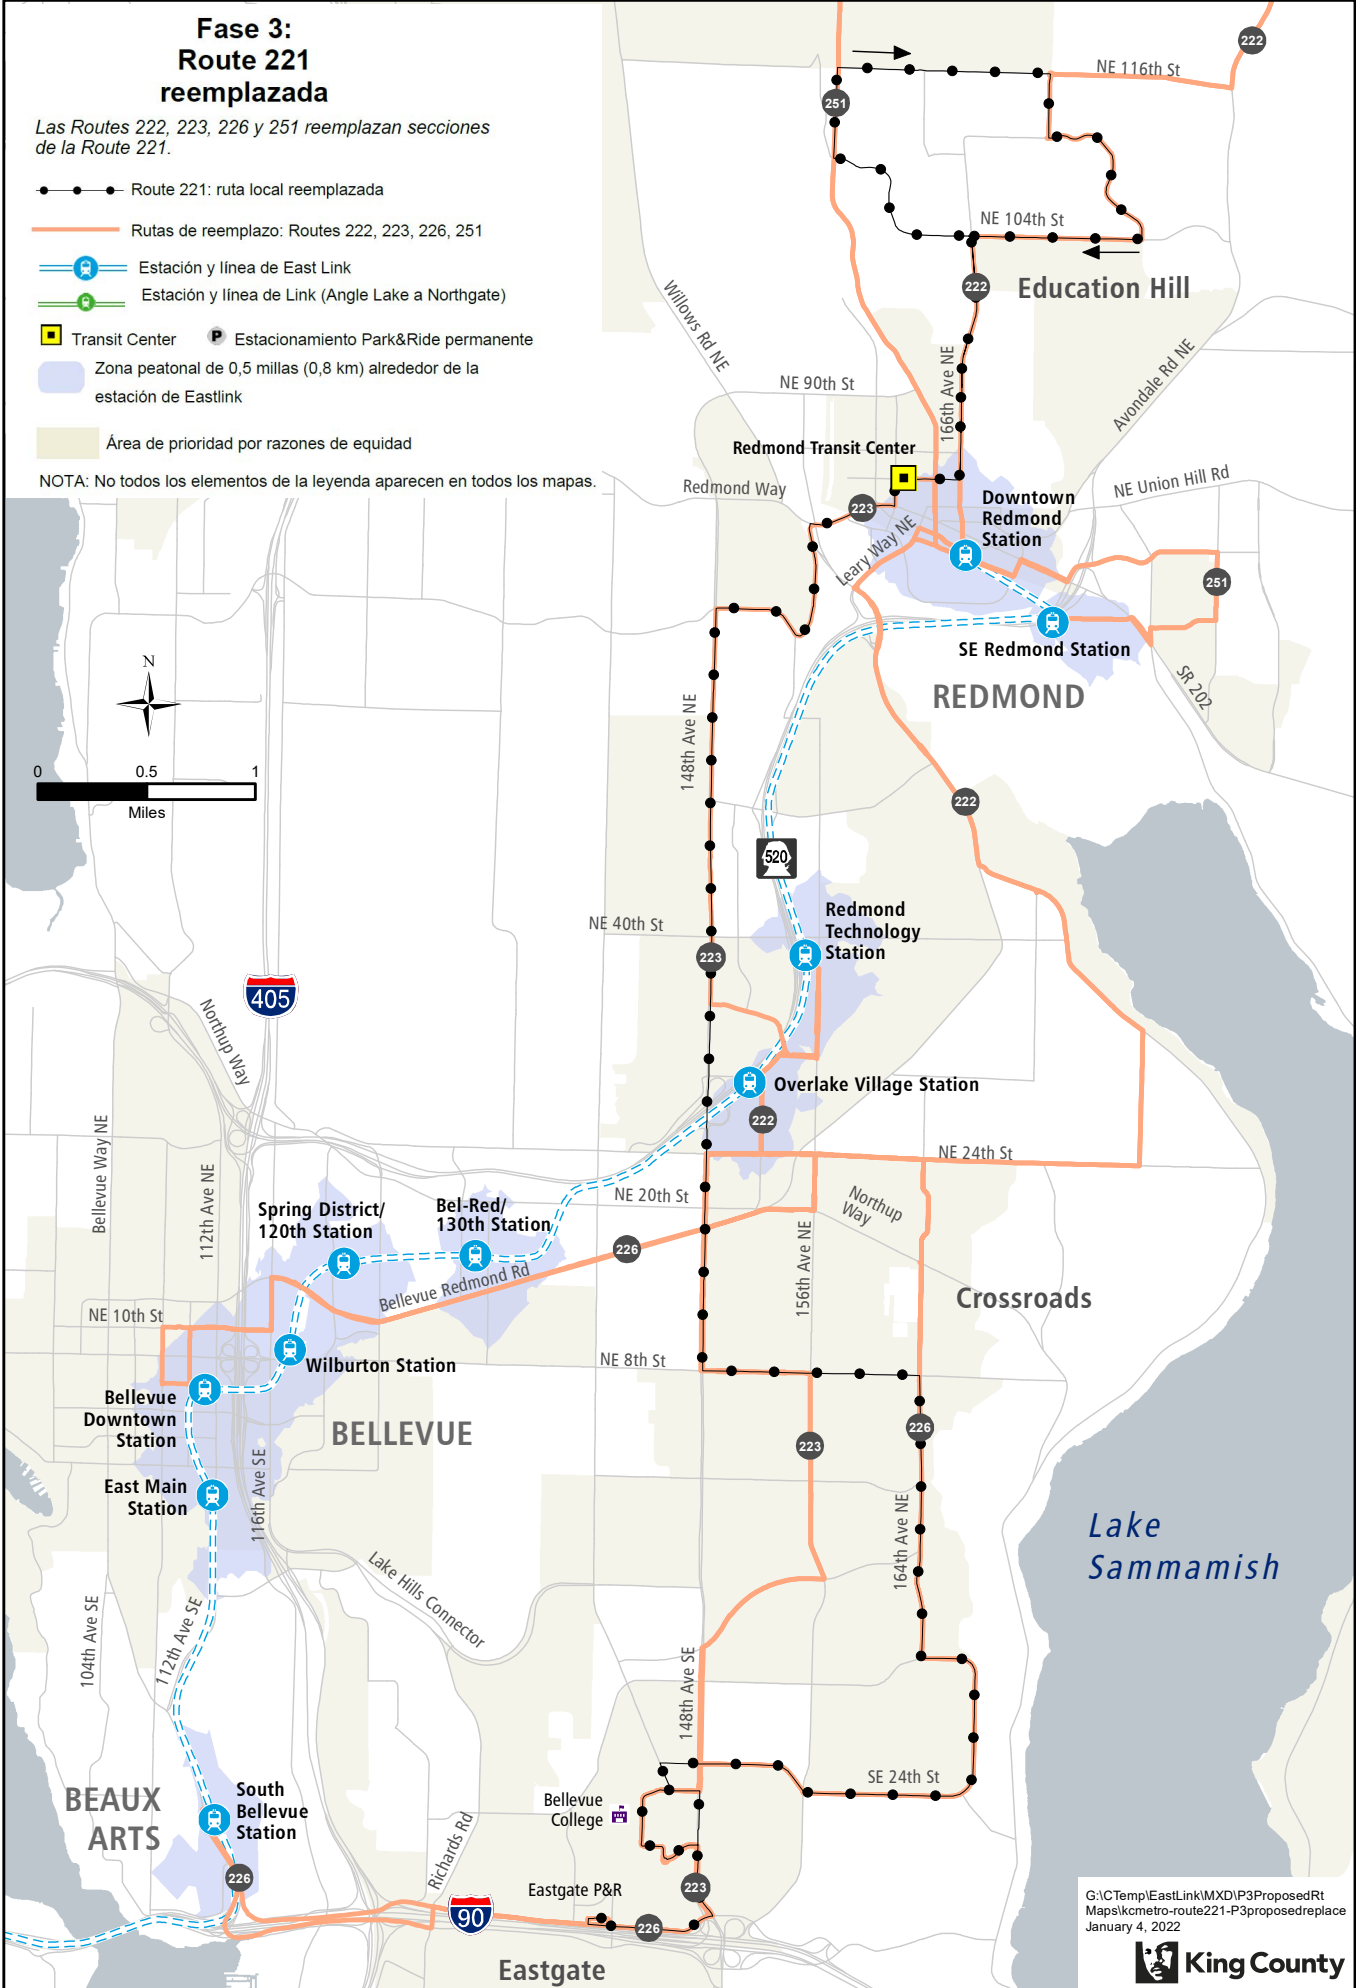 Fase 3:
Route 221
reemplazada
Las Routes 222, 223, 226 y 251 reemplazan secciones
de la Route 221.
Route 221: ruta local reemplazada
Rutas de reemplazo: Routes 222, 223, 226, 251
Estación y línea de East Link
Estación y línea de Link (Angle Lake a Northgate)
Transit Center
P
Estacionamiento Park&Ride permanente
Zona peatonal de 0,5 millas (0,8 km) alrededor de la
estación de Eastlink
Área de prioridad por razones de equidad
NOTA: No todos los elementos de la leyenda aparecen en todos los mapas.
222
NE 116th St
251
NE 104th St
222
Education Hill
Willows Rd NE
166th Ave NE
Avondale Rd NE
NE 90th St
Redmond Transit Center
Redmond Way
NE Union Hill Rd
Downtown
Redmond
Station
223
Leary Way NE
251
SE Redmond Station
REDMOND
SR 202
N
148th Ave NE
0
0.5
1
Miles
222
520
Redmond
Technology
Station
NE 40th St
223
405
Northup Way
Overlake Village Station
222
Bellevue Way NE
112th Ave NE
NE 24th St
NE 20th St
Northup
Way
Spring District/
120th Station
Bel-Red/
130th Station
226
156th Ave NE
Bellevue Redmond Rd
Crossroads
NE 10th St
NE 8th St
Wilburton Station
Bellevue
Downtown
Station
BELLEVUE
226
223
East Main
Station
116th Ave SE
164th Ave NE
Lake
Sammamish
Lake Hills Connector
104th Ave SE
112th Ave SE
148th Ave SE
SE 24th St
BEAUX
ARTS
South
Bellevue
Station
Bellevue
College
Richards Rd
226
Eastgate P&R
223
90
226
Eastgate
G:\CTemp\EastLink\MXD\P3ProposedRt
Maps\kcmetro-route221-P3proposedreplace
January 4, 2022
King County